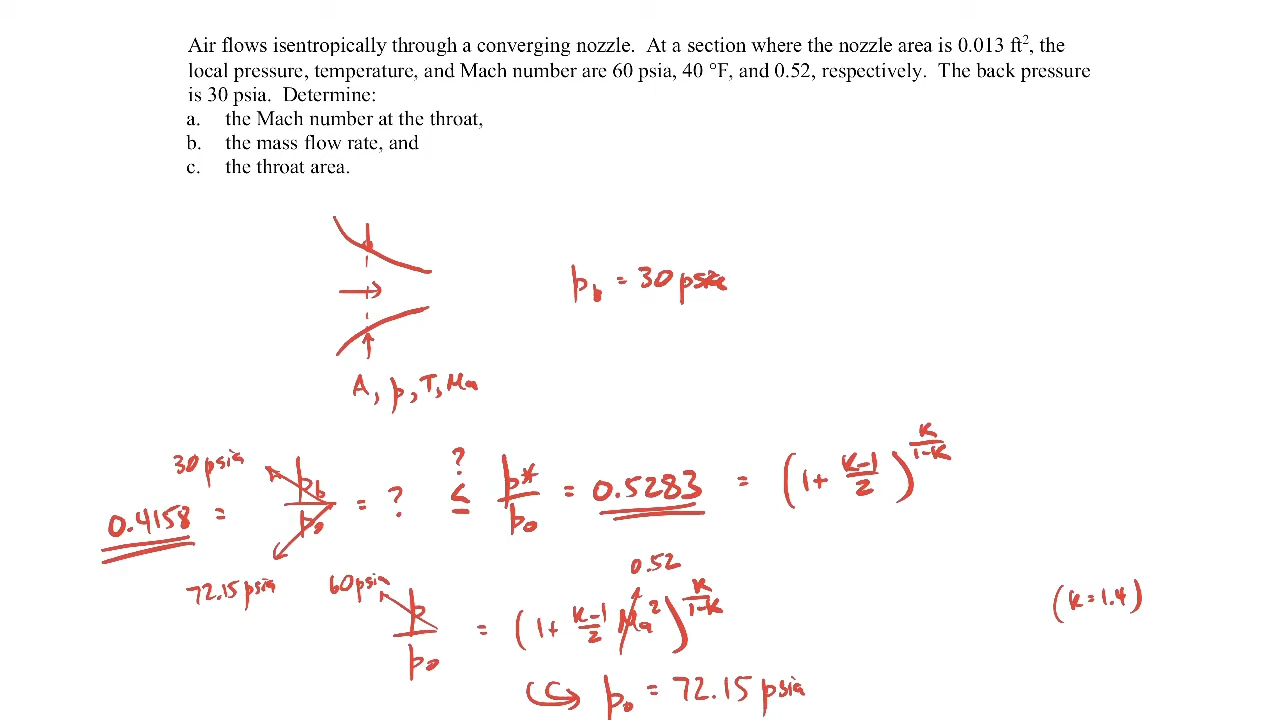 Air flows isentropically through a converging nozzle. At a section where the nozzle area is 0.013 ft², the
local pressure, temperature, and Mach number are 60 psia, 40 °F, and 0.52, respectively. The back pressure
is 30 psia. Determine:
a. the Mach number at the throat,
b. the mass flow rate, and
c. the throat area.
p_b = 30 psia
A, p, T, Ma
30 psia
0.4158 = p_b/p_0 = ? ≤? p*/p_0 = 0.5283 = (1 + (k-1)/2)^(k/(1-k))
72.15 psia
60 psia
0.52
p/p_0 = (1 + (k-1)/2 Ma²)^(k/(1-k))
(k = 1.4)
p_0 = 72.15 psia